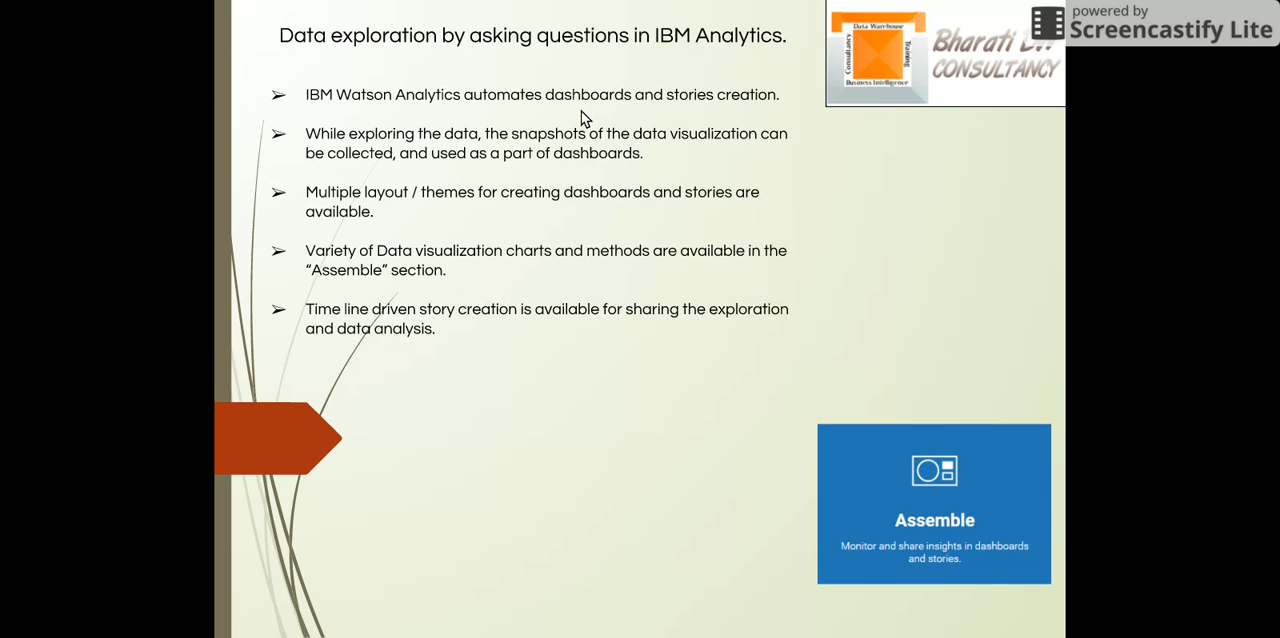 Data exploration by asking questions in IBM Analytics.
powered by
Screencastify Lite
Data Warehouse
Consultancy
Training
Business Intelligence
Bharati
CONSULTANCY
➢ IBM Watson Analytics automates dashboards and stories creation.
➢ While exploring the data, the snapshots of the data visualization can
be collected, and used as a part of dashboards.
➢ Multiple layout / themes for creating dashboards and stories are
available.
➢ Variety of Data visualization charts and methods are available in the
“Assemble” section.
➢ Time line driven story creation is available for sharing the exploration
and data analysis.
Assemble
Monitor and share insights in dashboards
and stories.